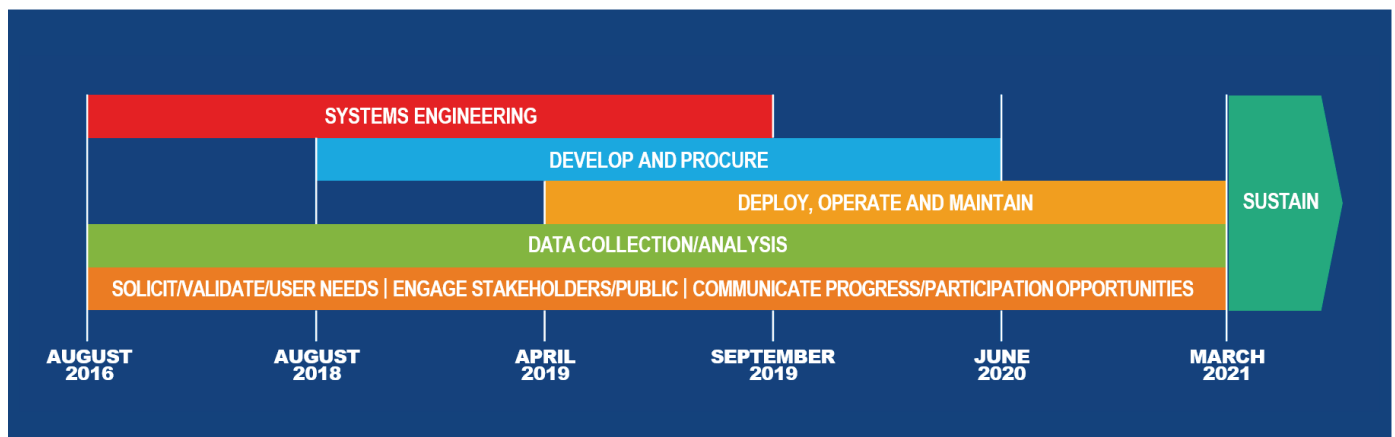 SYSTEMS ENGINEERING
DEVELOP AND PROCURE
DEPLOY, OPERATE AND MAINTAIN
SUSTAIN
DATA COLLECTION/ANALYSIS
SOLICIT/VALIDATE/USER NEEDS | ENGAGE STAKEHOLDERS/PUBLIC | COMMUNICATE PROGRESS/PARTICIPATION OPPORTUNITIES
AUGUST
2016
AUGUST
2018
APRIL
2019
SEPTEMBER
2019
JUNE
2020
MARCH
2021